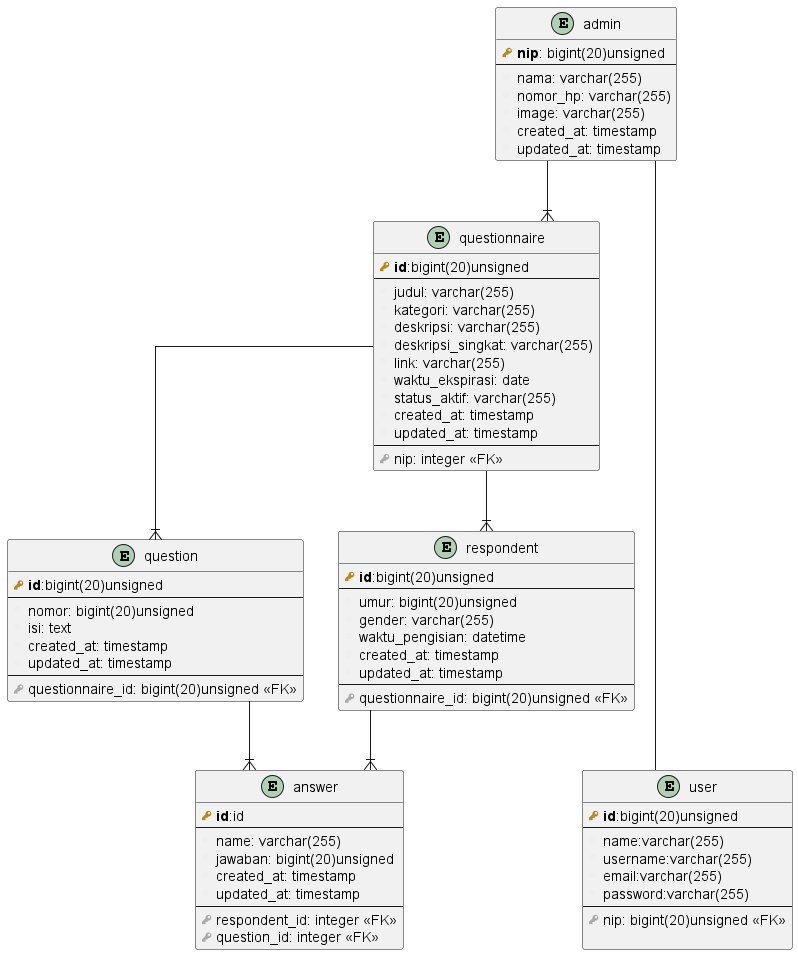 E admin
nip: bigint(20)unsigned
nama: varchar(255)
nomor_hp: varchar(255)
image: varchar(255)
created_at: timestamp
updated_at: timestamp
E questionnaire
id:bigint(20)unsigned
judul: varchar(255)
kategori: varchar(255)
deskripsi: varchar(255)
deskripsi_singkat: varchar(255)
link: varchar(255)
waktu_ekspirasi: date
status_aktif: varchar(255)
created_at: timestamp
updated_at: timestamp
nip: integer «FK»
E question
id:bigint(20)unsigned
nomor: bigint(20)unsigned
isi: text
created_at: timestamp
updated_at: timestamp
questionnaire_id: bigint(20)unsigned «FK»
E respondent
id:bigint(20)unsigned
umur: bigint(20)unsigned
gender: varchar(255)
waktu_pengisian: datetime
created_at: timestamp
updated_at: timestamp
questionnaire_id: bigint(20)unsigned «FK»
E answer
id:id
name: varchar(255)
jawaban: bigint(20)unsigned
created_at: timestamp
updated_at: timestamp
respondent_id: integer «FK»
question_id: integer «FK»
E user
id:bigint(20)unsigned
name:varchar(255)
username:varchar(255)
email:varchar(255)
password:varchar(255)
nip: bigint(20)unsigned «FK»